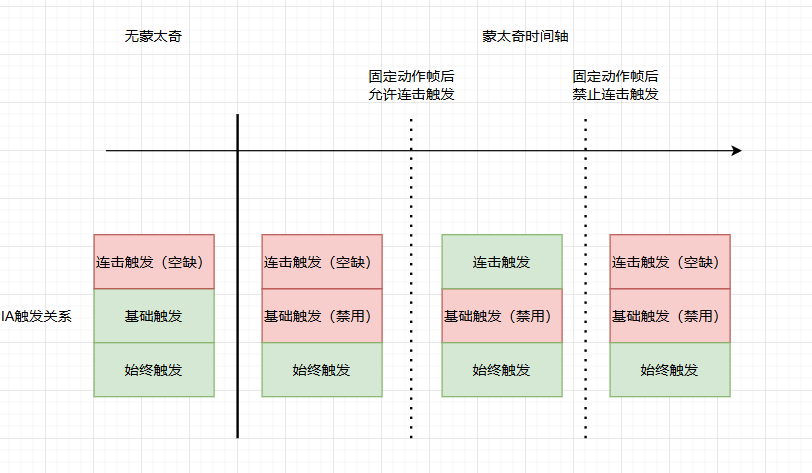 无蒙太奇
蒙太奇时间轴
固定动作帧后
允许连击触发
固定动作帧后
禁止连击触发
连击触发（空缺）
连击触发（空缺）
连击触发
连击触发（空缺）
IA触发关系
基础触发
基础触发（禁用）
基础触发（禁用）
基础触发（禁用）
始终触发
始终触发
始终触发
始终触发